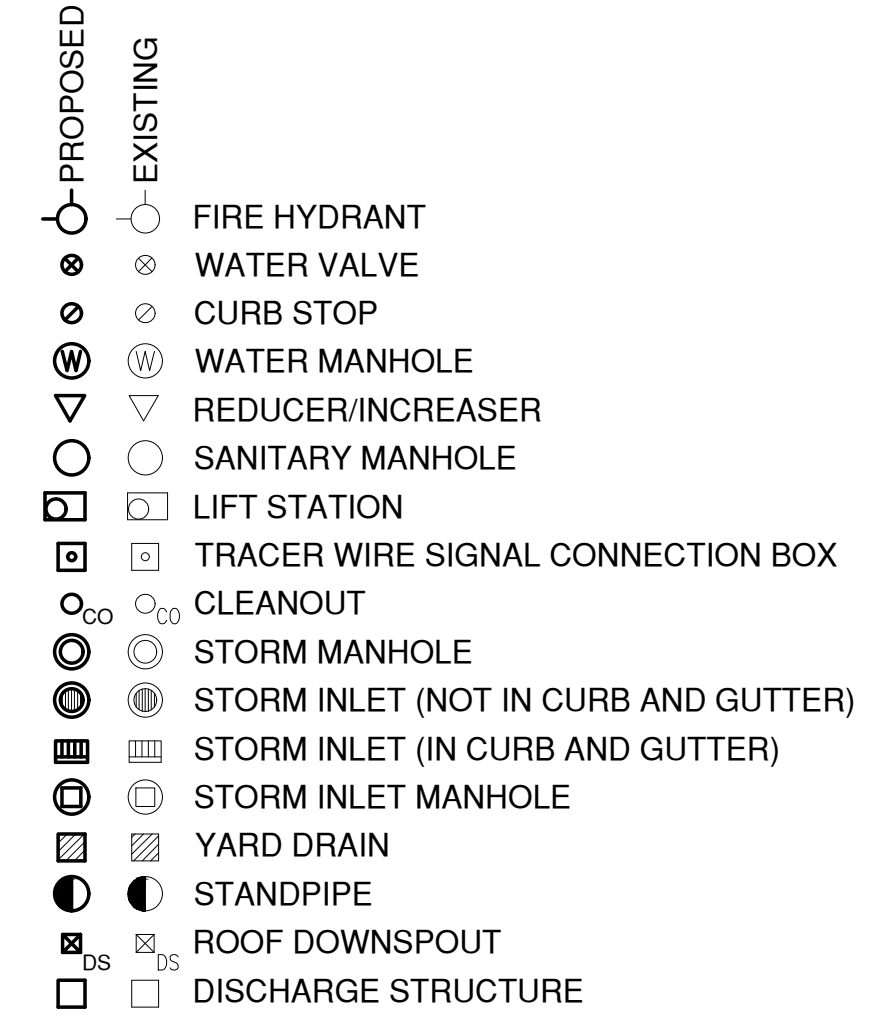 PROPOSED
EXISTING
FIRE HYDRANT
WATER VALVE
CURB STOP
W W WATER MANHOLE
REDUCER/INCREASER
SANITARY MANHOLE
LIFT STATION
TRACER WIRE SIGNAL CONNECTION BOX
CO CO CLEANOUT
STORM MANHOLE
STORM INLET (NOT IN CURB AND GUTTER)
STORM INLET (IN CURB AND GUTTER)
STORM INLET MANHOLE
YARD DRAIN
STANDPIPE
DS DS ROOF DOWNSPOUT
DISCHARGE STRUCTURE